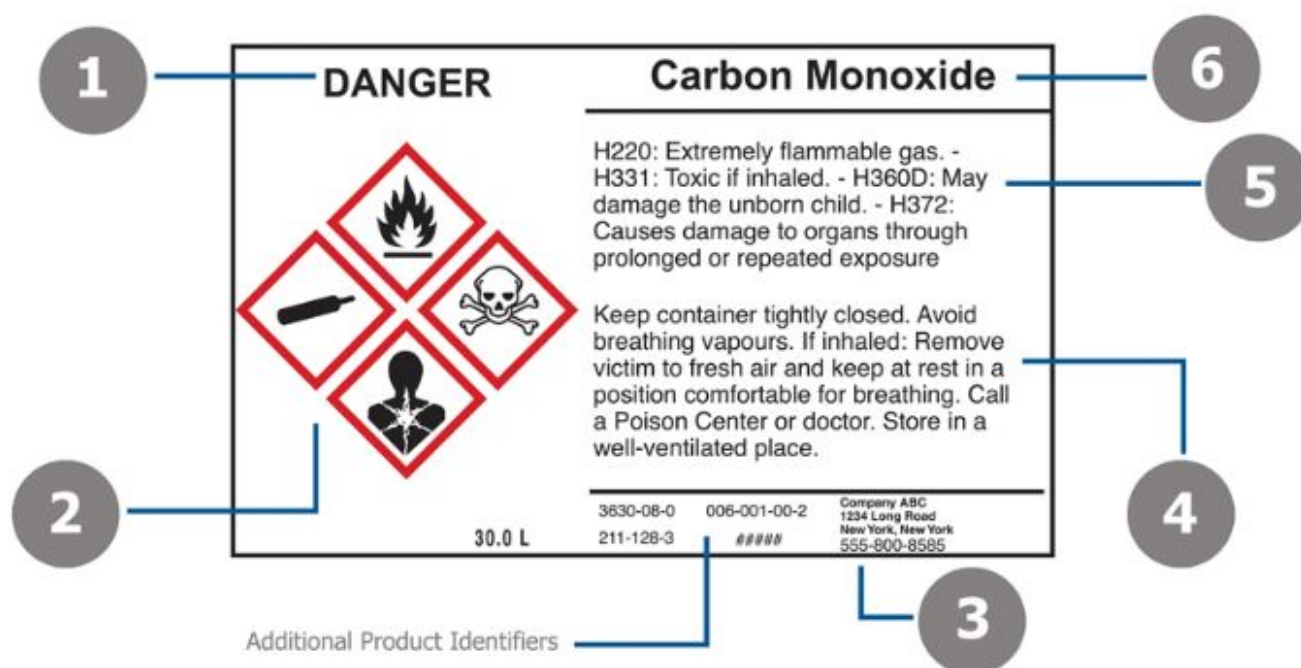 1
DANGER
Carbon Monoxide
6
H220: Extremely flammable gas. -
H331: Toxic if inhaled. - H360D: May
damage the unborn child. - H372:
Causes damage to organs through
prolonged or repeated exposure
5
Keep container tightly closed. Avoid
breathing vapours. If inhaled: Remove
victim to fresh air and keep at rest in a
position comfortable for breathing. Call
a Poison Center or doctor. Store in a
well-ventilated place.
4
2
30.0 L
3630-08-0 006-001-00-2
211-128-3 #####
Company ABC
1234 Long Road
New York, New York
555-800-8585
3
Additional Product Identifiers